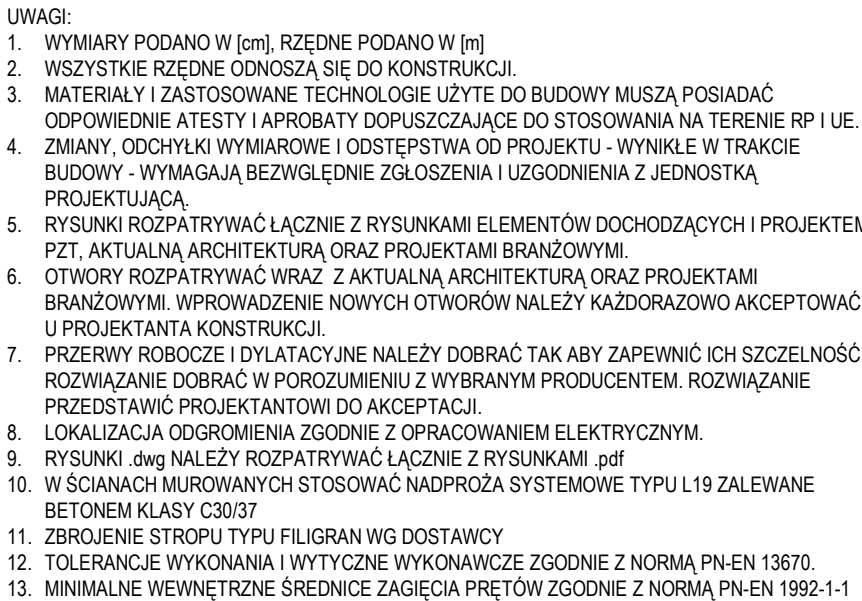 UWAGI:
1. WYMIARY PODANO W [cm], RZĘDNE PODANO W [m]
2. WSZYSTKIE RZĘDNE ODNOSZĄ SIĘ DO KONSTRUKCJI.
3. MATERIAŁY I ZASTOSOWANE TECHNOLOGIE UŻYTE DO BUDOWY MUSZĄ POSIADAĆ
ODPOWIEDNIE ATESTY I APROBATY DOPUSZCZAJĄCE DO STOSOWANIA NA TERENIE RP I UE.
4. ZMIANY, ODCHYŁKI WYMIAROWE I ODSTĘPSTWA OD PROJEKTU - WYNIKŁE W TRAKCIE
BUDOWY - WYMAGAJĄ BEZWGLĘDNIE ZGŁOSZENIA I UZGODNIENIA Z JEDNOSTKĄ
PROJEKTUJĄCĄ.
5. RYSUNKI ROZPATRYWAĆ ŁĄCZNIE Z RYSUNKAMI ELEMENTÓW DOCHODZĄCYCH I PROJEKTEM
PZT, AKTUALNĄ ARCHITEKTURĄ ORAZ PROJEKTAMI BRANŻOWYMI.
6. OTWORY ROZPATRYWAĆ WRAZ Z AKTUALNĄ ARCHITEKTURĄ ORAZ PROJEKTAMI
BRANŻOWYMI. WPROWADZENIE NOWYCH OTWORÓW NALEŻY KAŻDORAZOWO AKCEPTOWAĆ
U PROJEKTANTA KONSTRUKCJI.
7. PRZERWY ROBOCZE I DYLATACYJNE NALEŻY DOBRAĆ TAK ABY ZAPEWNIĆ ICH SZCZELNOŚĆ
ROZWIĄZANIE DOBRAĆ W POROZUMIENIU Z WYBRANYM PRODUCENTEM. ROZWIĄZANIE
PRZEDSTAWIĆ PROJEKTANTOWI DO AKCEPTACJI.
8. LOKALIZACJA ODGROMIENIA ZGODNIE Z OPRACOWANIEM ELEKTRYCZNYM.
9. RYSUNKI .dwg NALEŻY ROZPATRYWAĆ ŁĄCZNIE Z RYSUNKAMI .pdf
10. W ŚCIANACH MUROWANYCH STOSOWAĆ NADPROŻA SYSTEMOWE TYPU L19 ZALEWANE
BETONEM KLASY C30/37
11. ZBROJENIE STROPU TYPU FILIGRAN WG DOSTAWCY
12. TOLERANCJE WYKONANIA I WYTYCZNE WYKONAWCZE ZGODNIE Z NORMĄ PN-EN 13670.
13. MINIMALNE WEWNĘTRZNE ŚREDNICE ZAGIĘCIA PRĘTÓW ZGODNIE Z NORMĄ PN-EN 1992-1-1